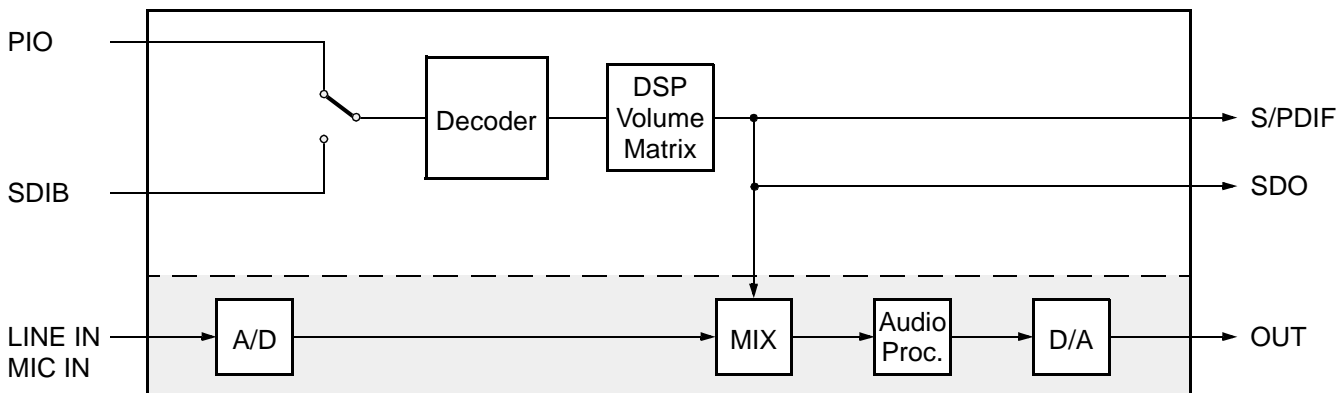 PIO
SDIB
Decoder
DSP
Volume
Matrix
S/PDIF
SDO
LINE IN
MIC IN
A/D
MIX
Audio
Proc.
D/A
OUT